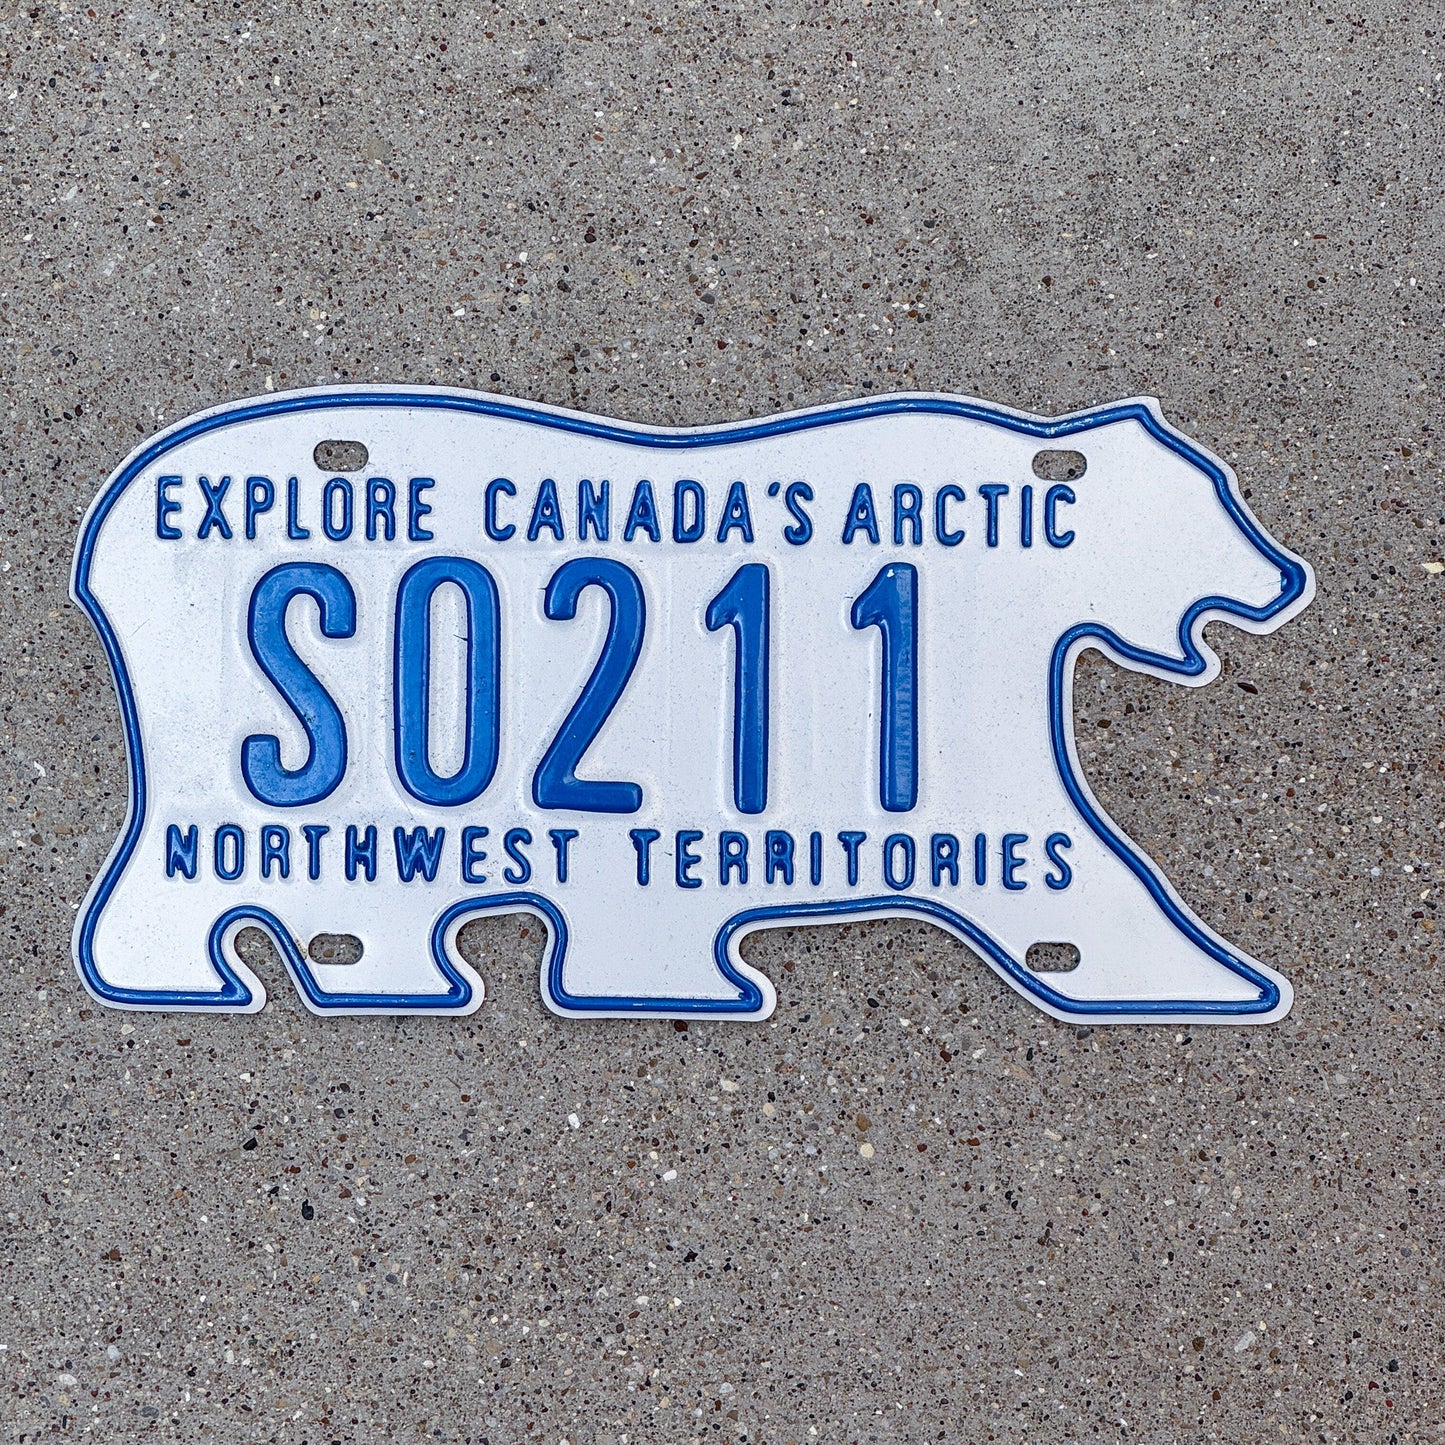 EXPLORE CANADA'S ARCTIC
S0211
NORTHWEST TERRITORIES